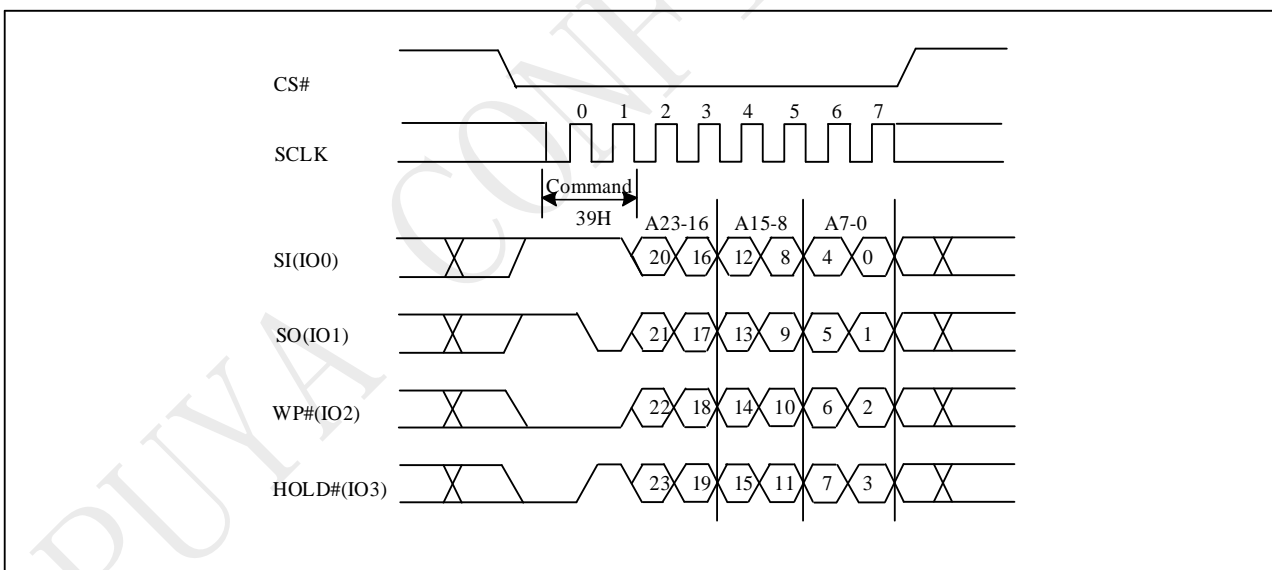 PUYA CONF
CS#
0 1 2 3 4 5 6 7
SCLK
Command
39H
A23-16 A15-8 A7-0
SI(IO0) 20 16 12 8 4 0
SO(IO1) 21 17 13 9 5 1
WP#(IO2) 22 18 14 10 6 2
HOLD#(IO3) 23 19 15 11 7 3